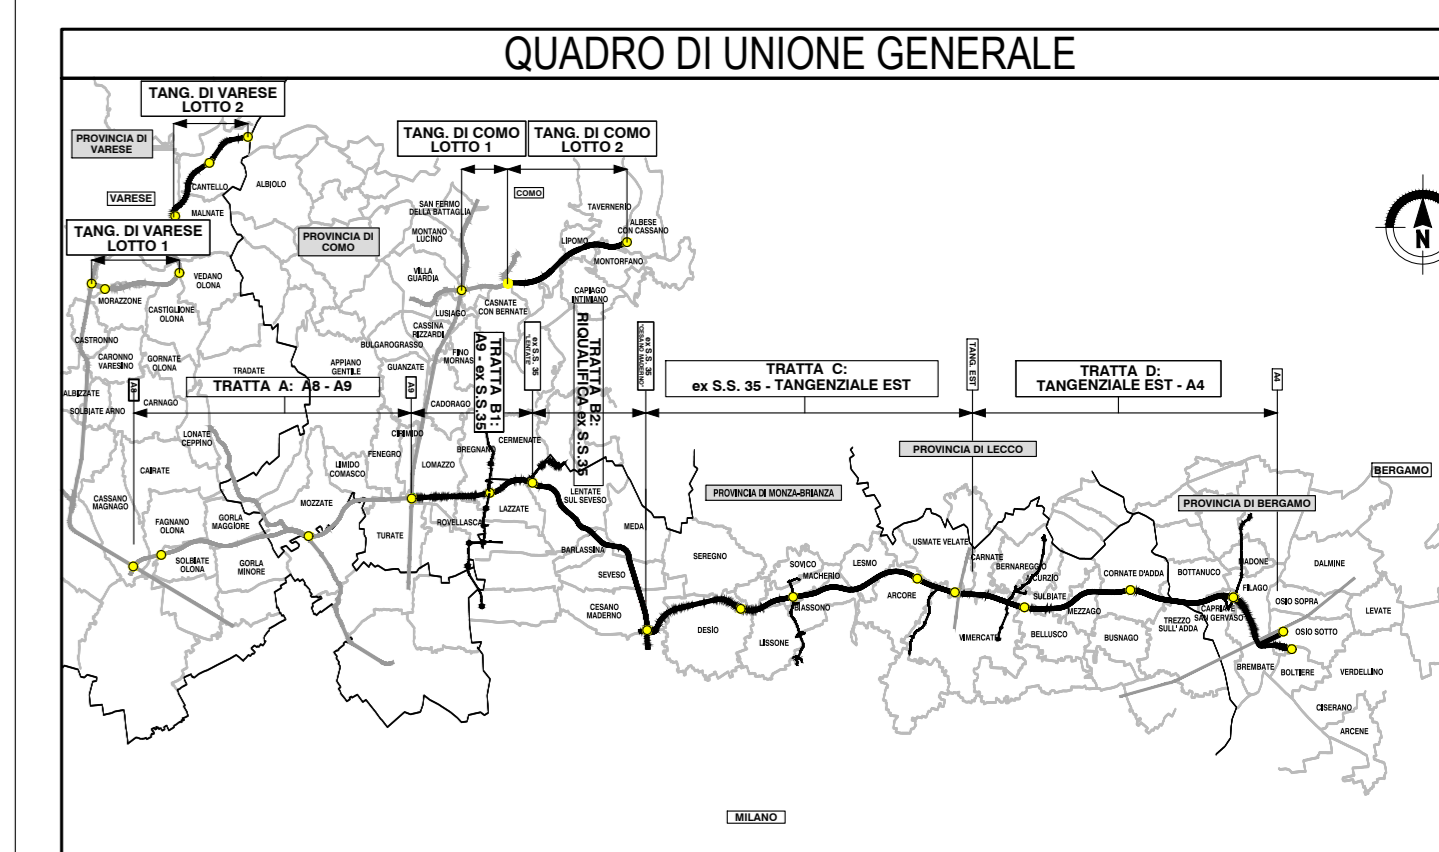 QUADRO DI UNIONE GENERALE
TANG. DI VARESE
LOTTO 2
PROVINCIA DI
VARESE
VARESE
CANTELLO
ALBIOLO
MALNATE
TANG. DI VARESE
LOTTO 1
PROVINCIA DI
COMO
TANG. DI COMO
LOTTO 1
TANG. DI COMO
LOTTO 2
COMO
SAN FERMO
DELLA BATTAGLIA
MONTANO
LUCINO
VILLA
GUARDIA
TAVERNERIO
ALBESE
CON CASSANO
LIPOMO
MONTORFANO
CAPIAGO
INTIMIANO
N
VEDANO
OLONA
MORAZZONE
CASTIGLIONE
OLONA
LUISAGO
CASNATE
CON BERNATE
CASSINA
RIZZARDI
BULGAROGRASSO
FINO
MORNAS
CASTRONNO
CARONNO
VARESINO
GORNATE
OLONA
TRADATE
APPIANO
GENTILE
GUANZATE
ALBIZZATE
SOLBIATE ARNO
CARNAGO
CADORAGO
A8
TRATTA A: A8 - A9
A9
TRATTA B1:
A9 - ex S.S.35
ex S.S. 35
"LENTATE"
TRATTA B2:
RIQUALIFICA ex S.S.35
ex S.S. 35
"CESANO MADERNO"
TRATTA C:
ex S.S. 35 - TANGENZIALE EST
TANG. EST
TRATTA D:
TANGENZIALE EST - A4
A4
LONATE
CEPPINO
CIRIMIDO
FENEGRO
LOMAZZO
BREGNANO
CERMENATE
LIMIDO
COMASCO
CAIRATE
MOZZATE
CASSANO
MAGNAGO
FAGNANO
OLONA
GORLA
MAGGIORE
SOLBIATE
OLONA
GORLA
MINORE
TURATE
ROVELLASCA
LAZZATE
LENTATE
SUL SEVESO
MEDA
BARLASSINA
SEVESO
CESANO
MADERNO
PROVINCIA DI MONZA-BRIANZA
PROVINCIA DI LECCO
PROVINCIA DI BERGAMO
BERGAMO
SEREGNO
DESIO
LISSONE
SOVICO
MACHERIO
BIASSONO
LESMO
ARCORE
USMATE VELATE
CARNATE
BERNAREGGIO
AICURZIO
SULBIATE
VIMERCATE
MEZZAGO
BELLUSCO
BUSNAGO
CORNATE D'ADDA
BOTTANUCO
TREZZO
SULL'ADDA
CAPRIATE
SAN GERVASO
MADONE
FILAGO
DALMINE
OSIO SOPRA
LEVATE
OSIO SOTTO
BREMBATE
BOLTIERE
VERDELLINO
CISERANO
ARCENE
MILANO